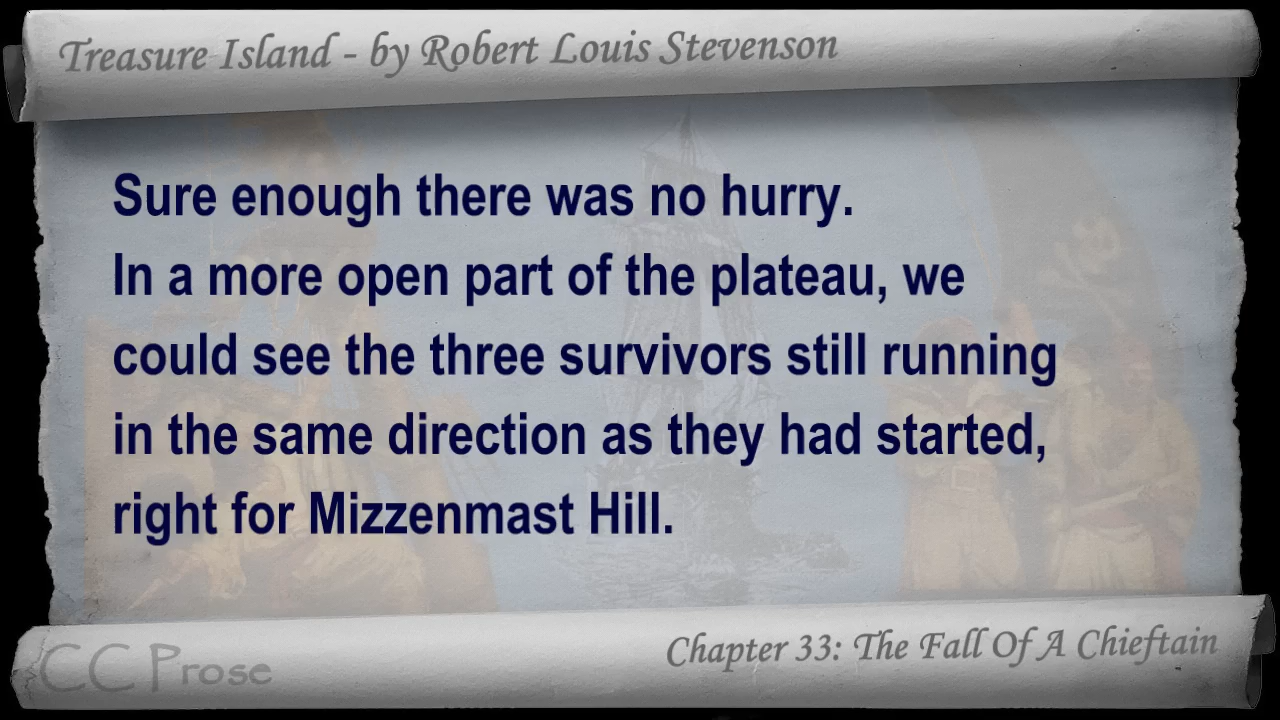 Treasure Island - by Robert Louis Stevenson
Sure enough there was no hurry.
In a more open part of the plateau, we
could see the three survivors still running
in the same direction as they had started,
right for Mizzenmast Hill.
CC Prose
Chapter 33: The Fall Of A Chieftain